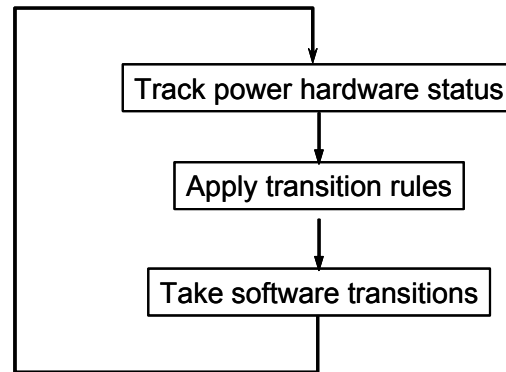 Track power hardware status
Apply transition rules
Take software transitions